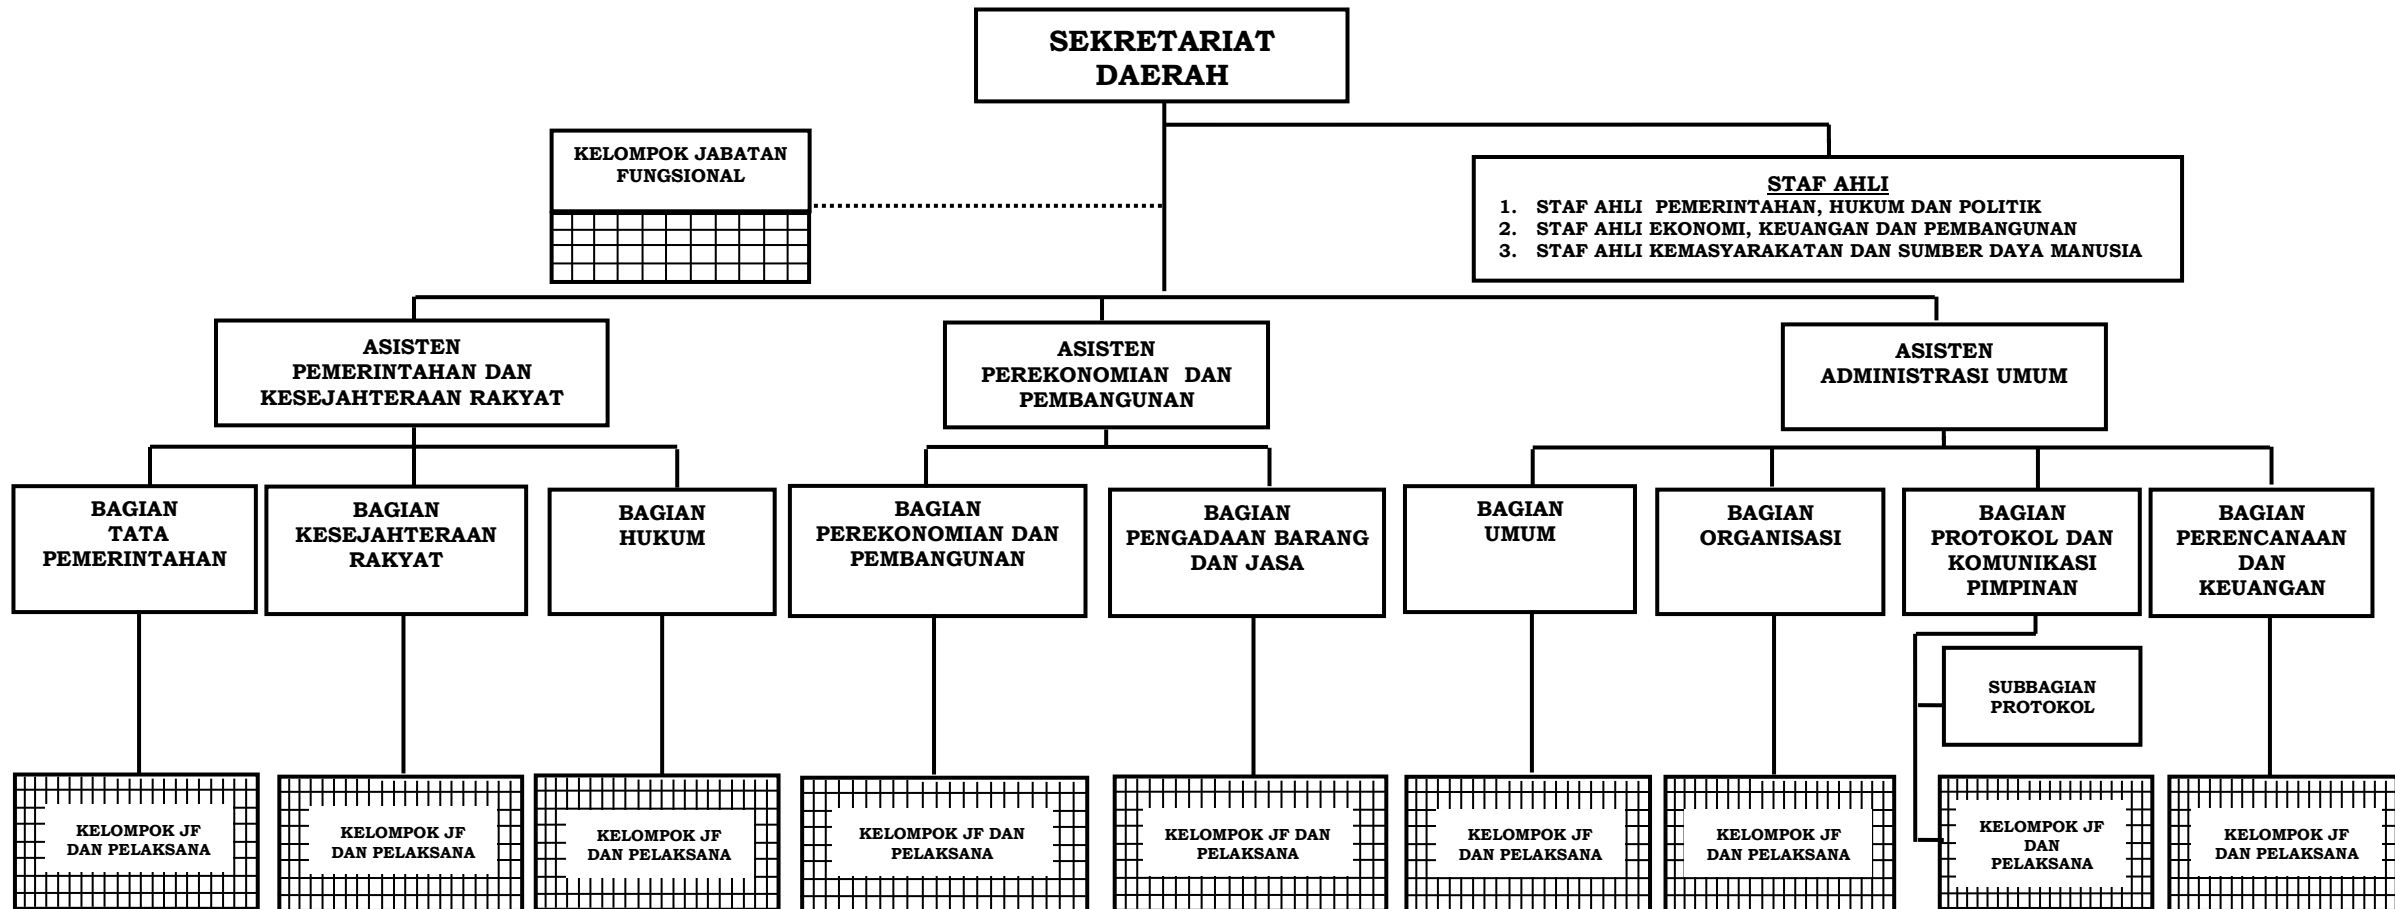 SEKRETARIAT
DAERAH
KELOMPOK JABATAN
FUNGSIONAL
STAF AHLI
1. STAF AHLI PEMERINTAHAN, HUKUM DAN POLITIK
2. STAF AHLI EKONOMI, KEUANGAN DAN PEMBANGUNAN
3. STAF AHLI KEMASYARAKATAN DAN SUMBER DAYA MANUSIA
ASISTEN
PEMERINTAHAN DAN
KESEJAHTERAAN RAKYAT
ASISTEN
PEREKONOMIAN DAN
PEMBANGUNAN
ASISTEN
ADMINISTRASI UMUM
BAGIAN
TATA
PEMERINTAHAN
BAGIAN
KESEJAHTERAAN
RAKYAT
BAGIAN
HUKUM
BAGIAN
PEREKONOMIAN DAN
PEMBANGUNAN
BAGIAN
PENGADAAN BARANG
DAN JASA
BAGIAN
UMUM
BAGIAN
ORGANISASI
BAGIAN
PROTOKOL DAN
KOMUNIKASI
PIMPINAN
BAGIAN
PERENCANAAN
DAN
KEUANGAN
SUBBAGIAN
PROTOKOL
KELOMPOK JF
DAN PELAKSANA
KELOMPOK JF
DAN PELAKSANA
KELOMPOK JF
DAN PELAKSANA
KELOMPOK JF DAN
PELAKSANA
KELOMPOK JF DAN
PELAKSANA
KELOMPOK JF
DAN PELAKSANA
KELOMPOK JF
DAN PELAKSANA
KELOMPOK JF
DAN
PELAKSANA
KELOMPOK JF
DAN PELAKSANA